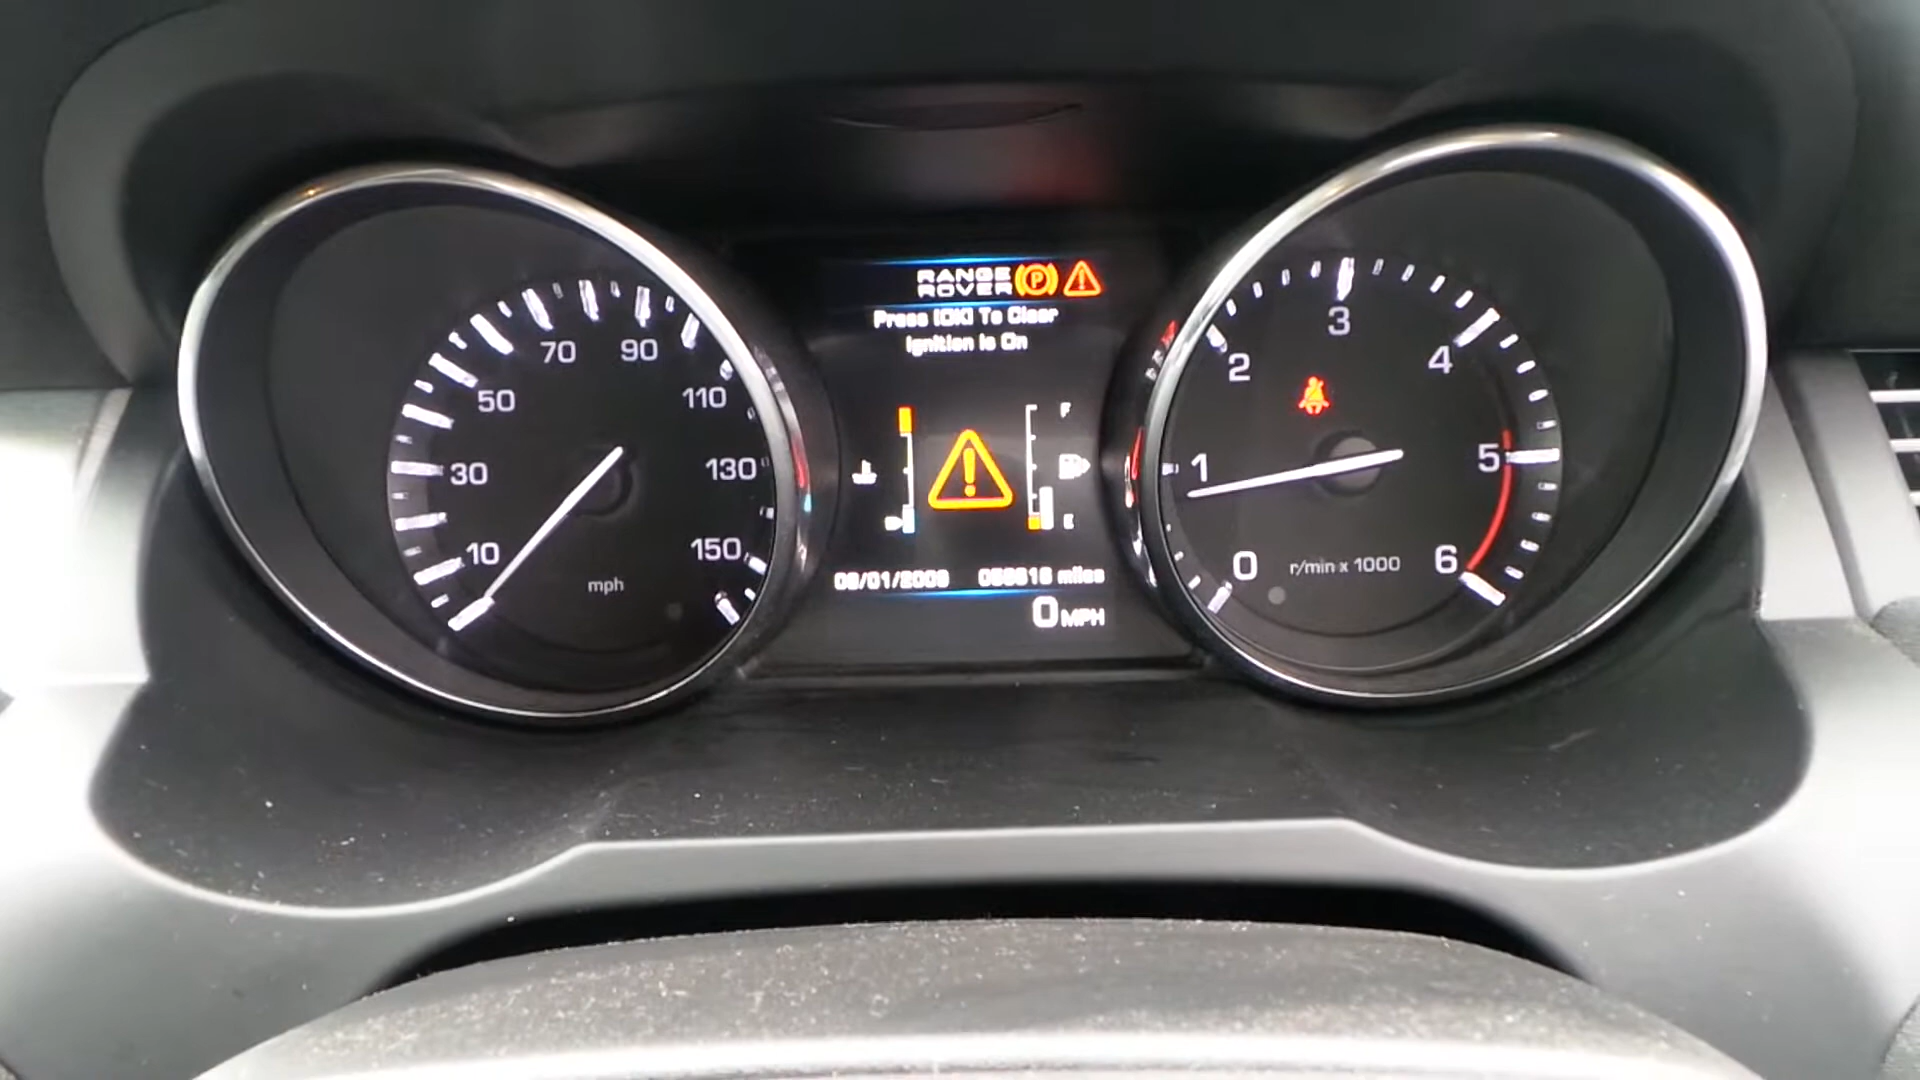 RANGE
ROVER P
Press [OK] To Clear
Ignition is On
10
30
50
70
90
110
130
150
mph
F
E
miles
0 MPH
0
1
2
3
4
5
6
r/min x 1000